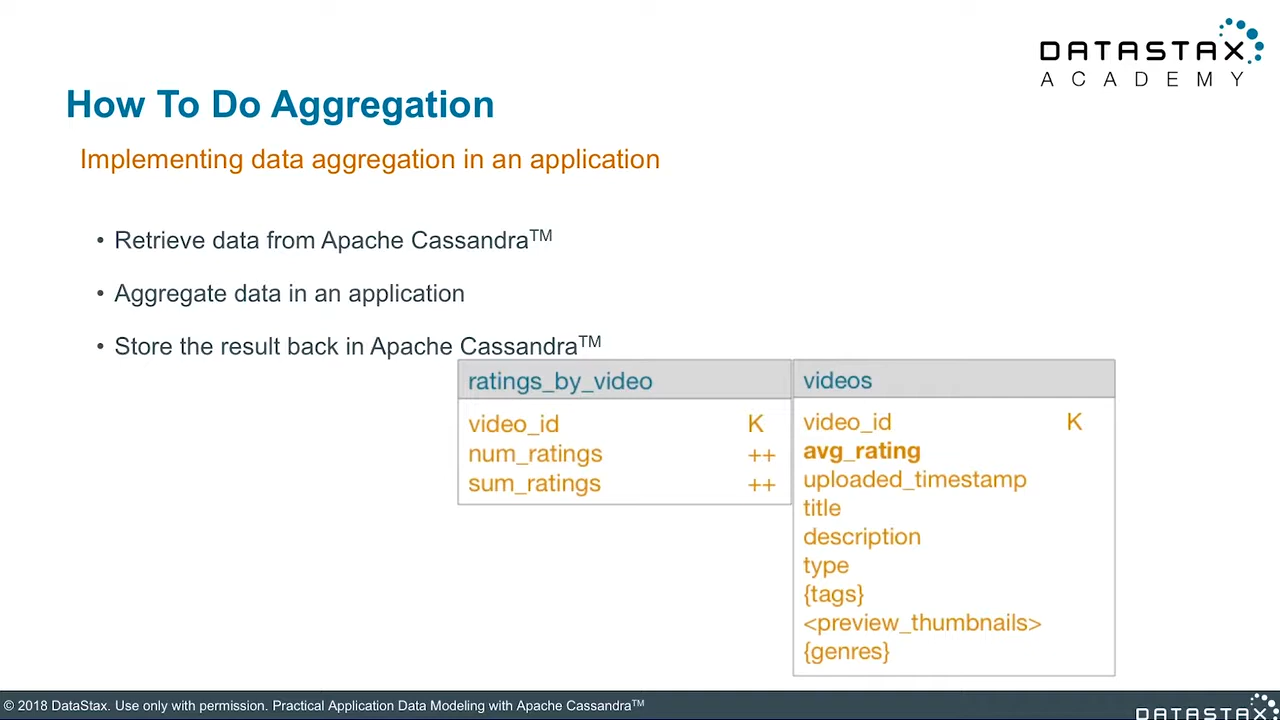 DATASTAX
ACADEMY
How To Do Aggregation
Implementing data aggregation in an application
• Retrieve data from Apache Cassandra™
• Aggregate data in an application
• Store the result back in Apache Cassandra™
ratings_by_video
video_id K
num_ratings ++
sum_ratings ++
videos
video_id K
avg_rating
uploaded_timestamp
title
description
type
{tags}
<preview_thumbnails>
{genres}
© 2018 DataStax. Use only with permission. Practical Application Data Modeling with Apache Cassandra™
DATASTAX